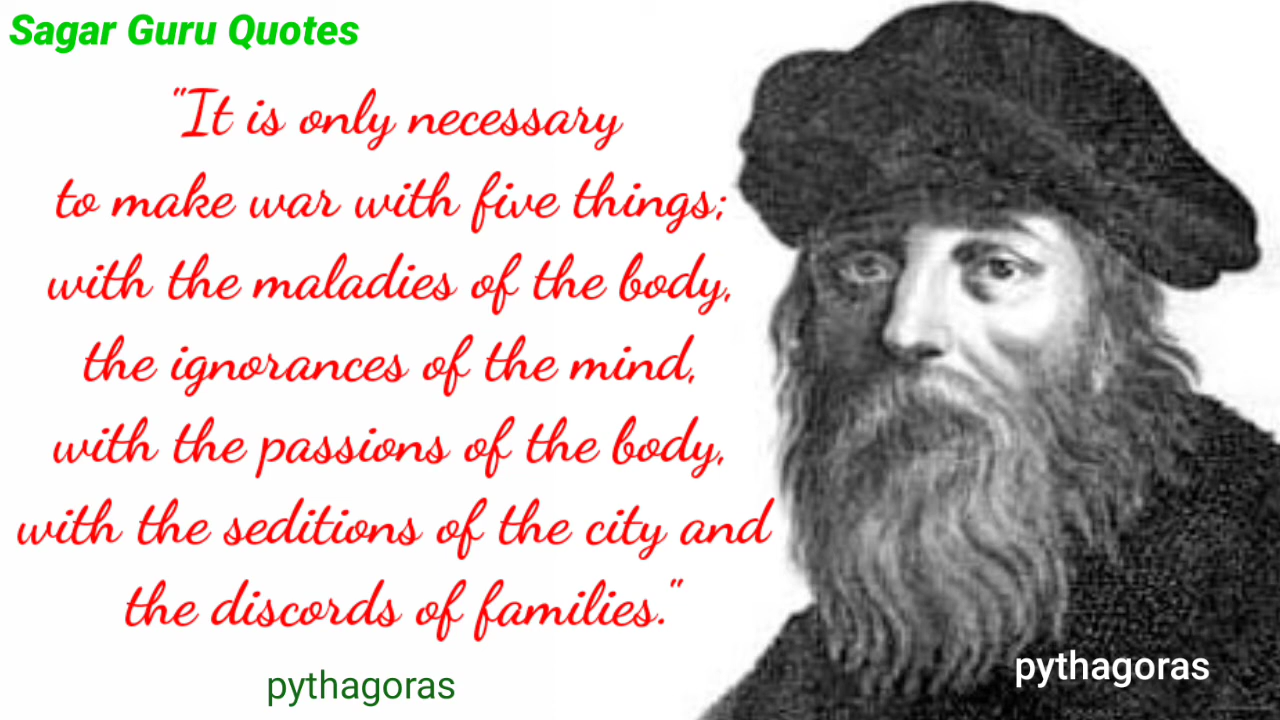 Sagar Guru Quotes
"It is only necessary
to make war with five things;
with the maladies of the body,
the ignorances of the mind,
with the passions of the body,
with the seditions of the city and
the discords of families."
pythagoras
pythagoras